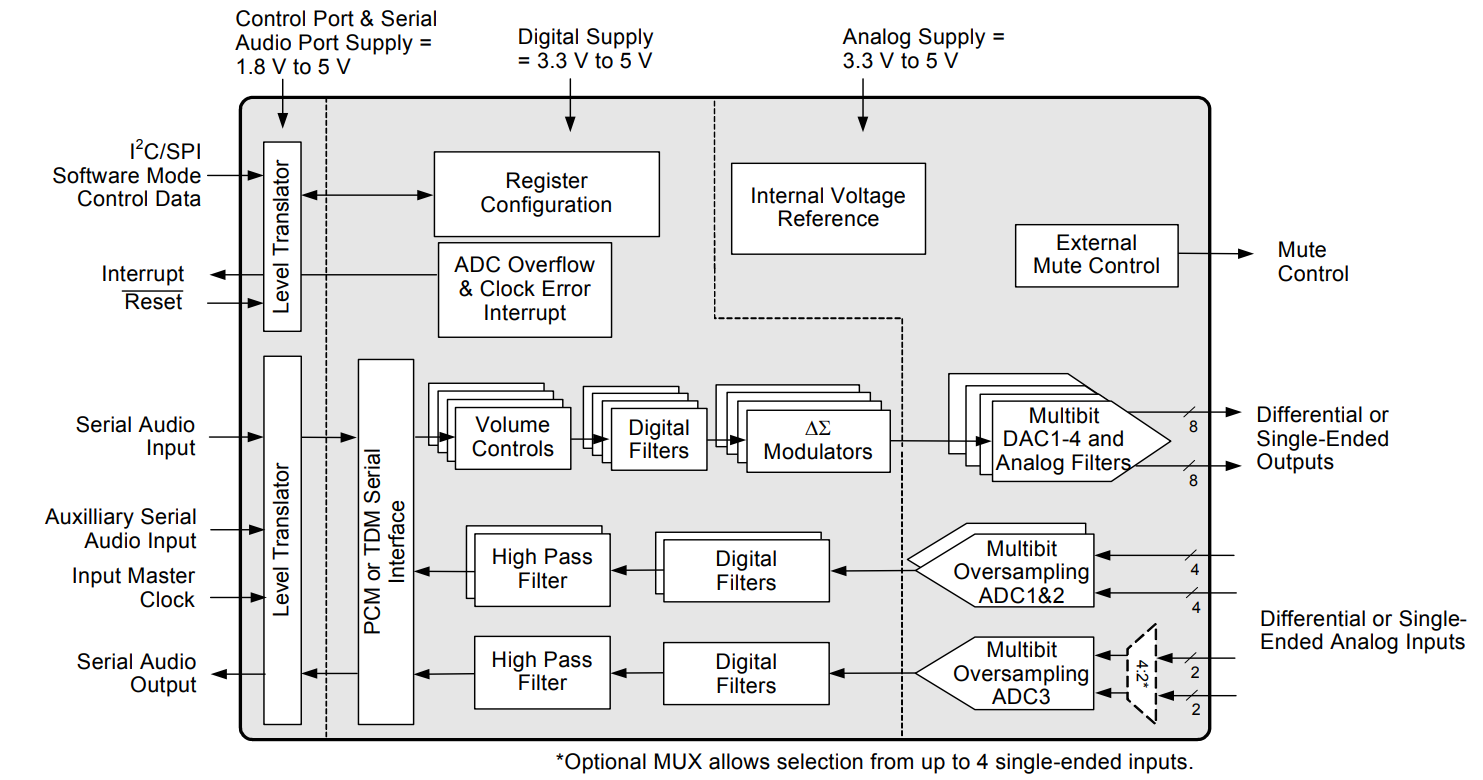 Control Port & Serial
Audio Port Supply =
1.8 V to 5 V
Digital Supply
= 3.3 V to 5 V
Analog Supply =
3.3 V to 5 V
I²C/SPI
Software Mode
Control Data
Level Translator
Register
Configuration
Internal Voltage
Reference
External
Mute Control
Mute
Control
Interrupt
Reset
ADC Overflow
& Clock Error
Interrupt
Serial Audio
Input
Auxilliary Serial
Audio Input
Input Master
Clock
Serial Audio
Output
Level Translator
PCM or TDM Serial
Interface
Volume
Controls
Digital
Filters
ΔΣ
Modulators
Multibit
DAC1-4 and
Analog Filters
8
8
Differential or
Single-Ended
Outputs
High Pass
Filter
Digital
Filters
Multibit
Oversampling
ADC1&2
4
4
Differential or Single-
Ended Analog Inputs
High Pass
Filter
Digital
Filters
Multibit
Oversampling
ADC3
4:2*
2
2
*Optional MUX allows selection from up to 4 single-ended inputs.